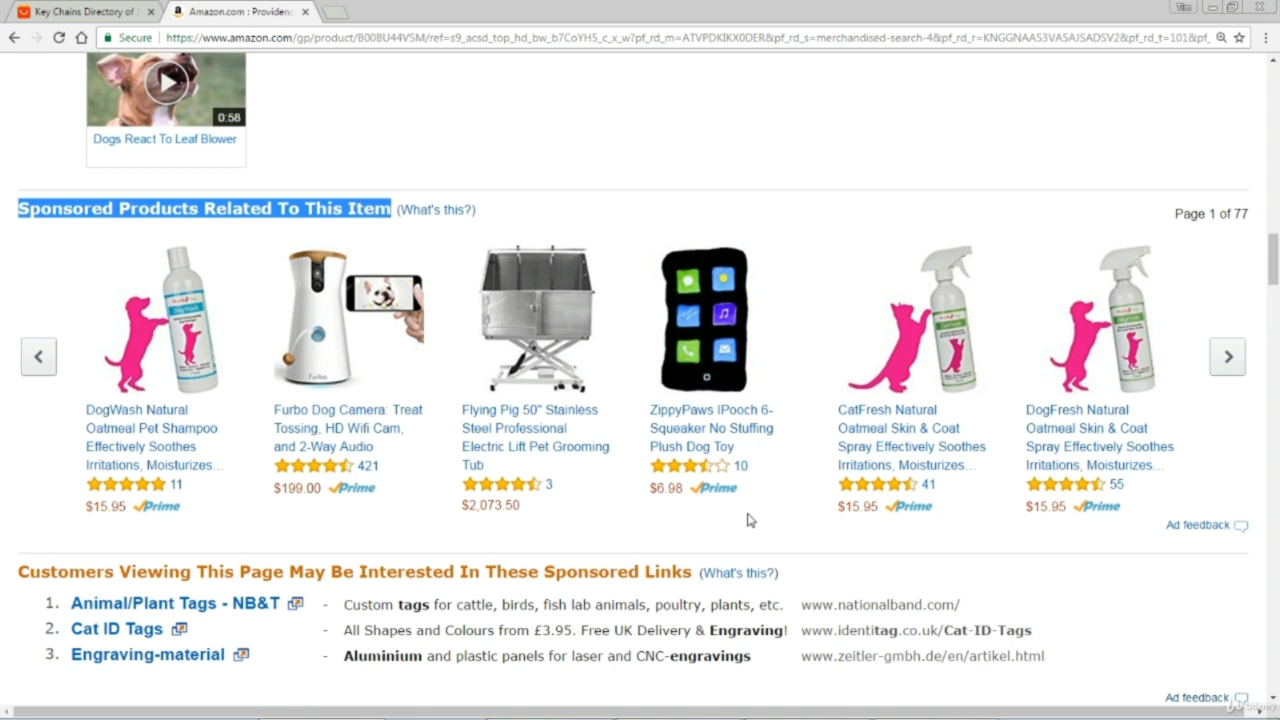 Key Chains Directory of
Amazon.com : Providenc
Tim
Secure
https://www.amazon.com/gp/product/B00BU44VSM/ref=s9_acsd_top_hd_bw_b7CoYH5_c_x_w?pf_rd_m=ATVPDKIKX0DER&pf_rd_s=merchandised-search-4&pf_rd_r=KNGGNAA53VA5AJSADSV2&pf_rd_t=101&pf_
0:58
Dogs React To Leaf Blower
Sponsored Products Related To This Item (What's this?)
Page 1 of 77
DogWash
Furbo
DogWash Natural
Oatmeal Pet Shampoo
Effectively Soothes
Irritations, Moisturizes...
11
$15.95 Prime
Furbo Dog Camera: Treat
Tossing, HD Wifi Cam,
and 2-Way Audio
421
$199.00 Prime
Flying Pig 50" Stainless
Steel Professional
Electric Lift Pet Grooming
Tub
3
$2,073.50
ZippyPaws IPooch 6-
Squeaker No Stuffing
Plush Dog Toy
10
$6.98 Prime
CatFresh Natural
Oatmeal Skin & Coat
Spray Effectively Soothes
Irritations, Moisturizes...
41
$15.95 Prime
DogFresh Natural
Oatmeal Skin & Coat
Spray Effectively Soothes
Irritations, Moisturizes...
55
$15.95 Prime
Ad feedback
Customers Viewing This Page May Be Interested In These Sponsored Links (What's this?)
1. Animal/Plant Tags - NB&T - Custom tags for cattle, birds, fish lab animals, poultry, plants, etc. www.nationalband.com/
2. Cat ID Tags - All Shapes and Colours from £3.95. Free UK Delivery & Engraving! www.identitag.co.uk/Cat-ID-Tags
3. Engraving-material - Aluminium and plastic panels for laser and CNC-engravings www.zeitler-gmbh.de/en/artikel.html
Ad feedback
Udemy